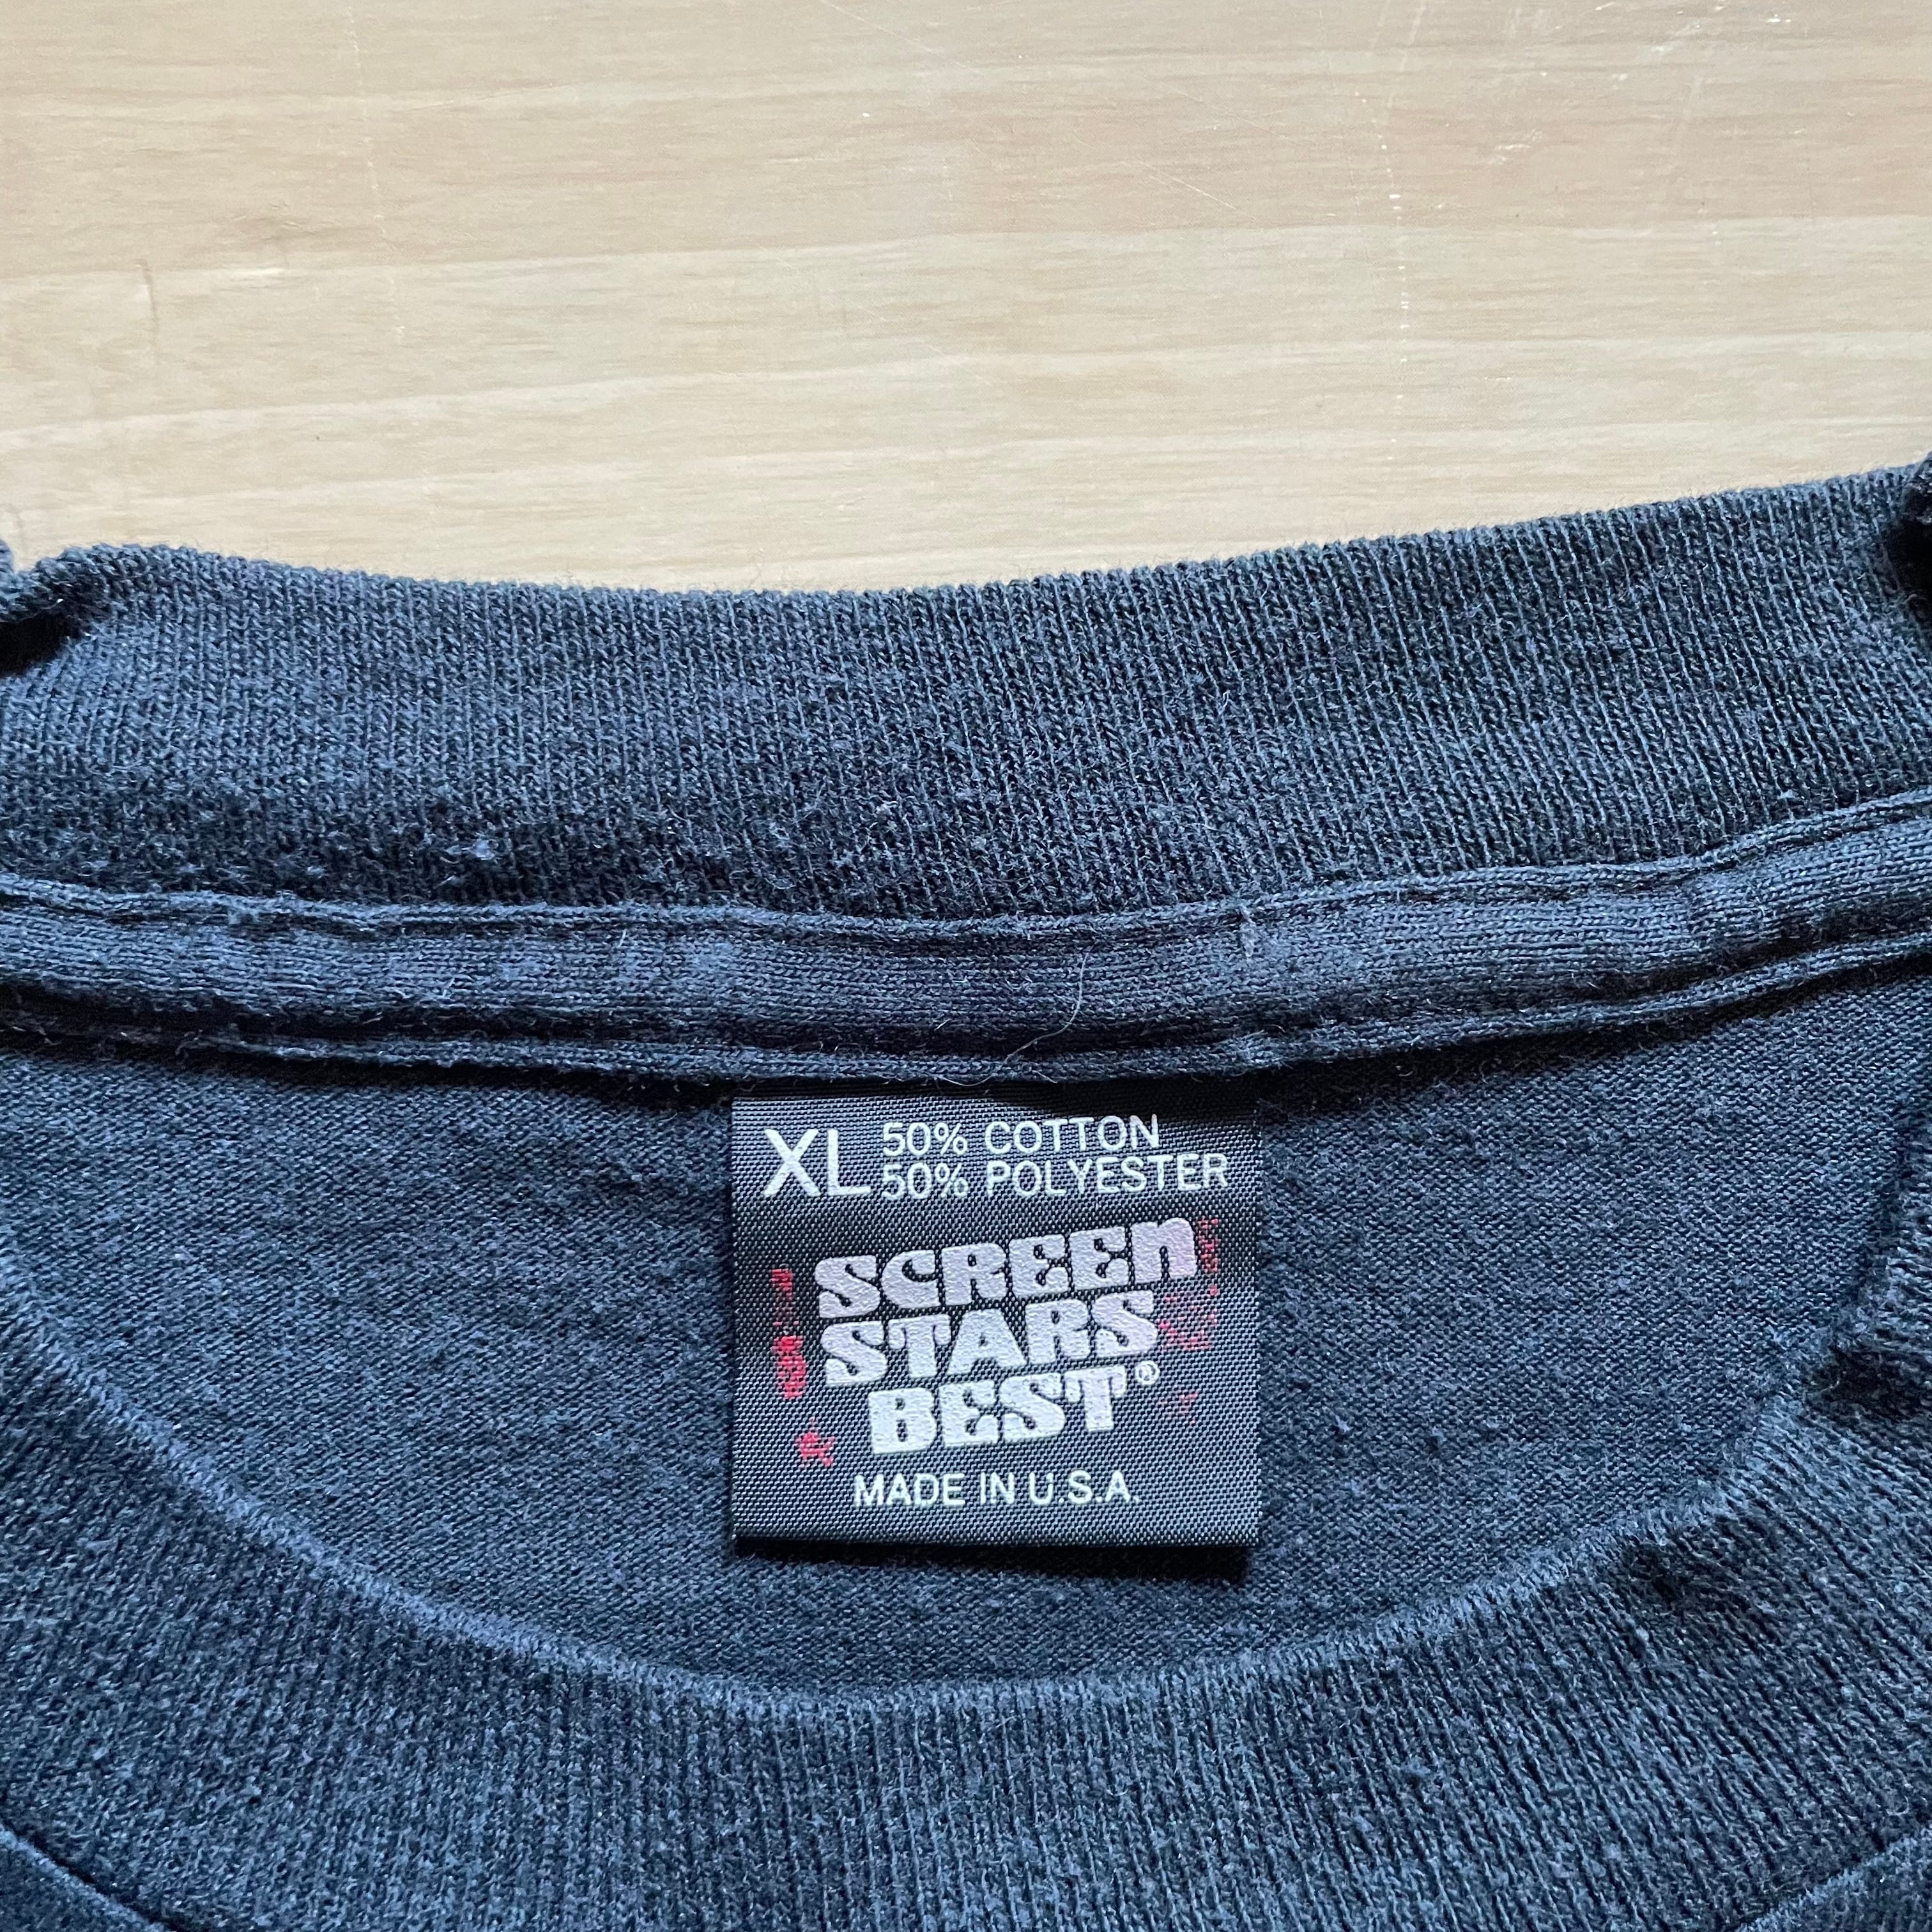 XL 50% COTTON
50% POLYESTER
SCREEN
STARS
BEST®
MADE IN U.S.A.